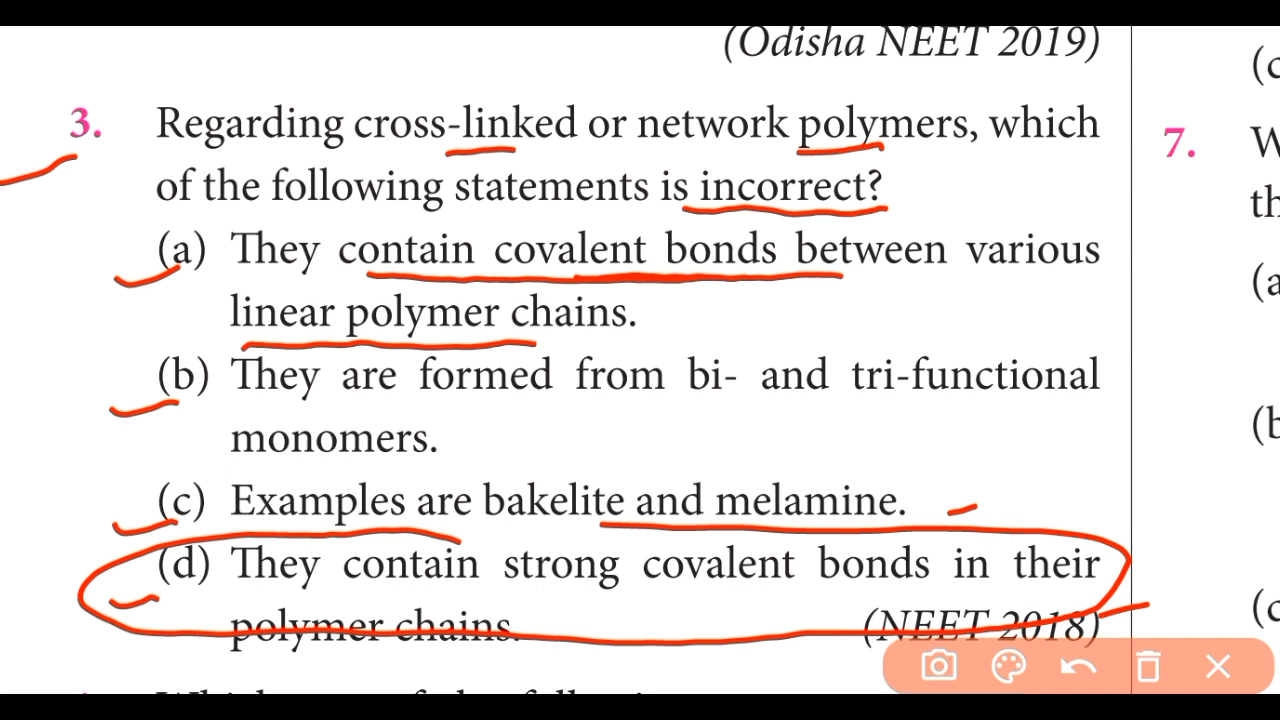 (Odisha NEET 2019)
3. Regarding cross-linked or network polymers, which
of the following statements is incorrect?
(a) They contain covalent bonds between various
linear polymer chains.
(b) They are formed from bi- and tri-functional
monomers.
(c) Examples are bakelite and melamine.
(d) They contain strong covalent bonds in their
polymer chains. (NEET 2018)
7.
(a
(b